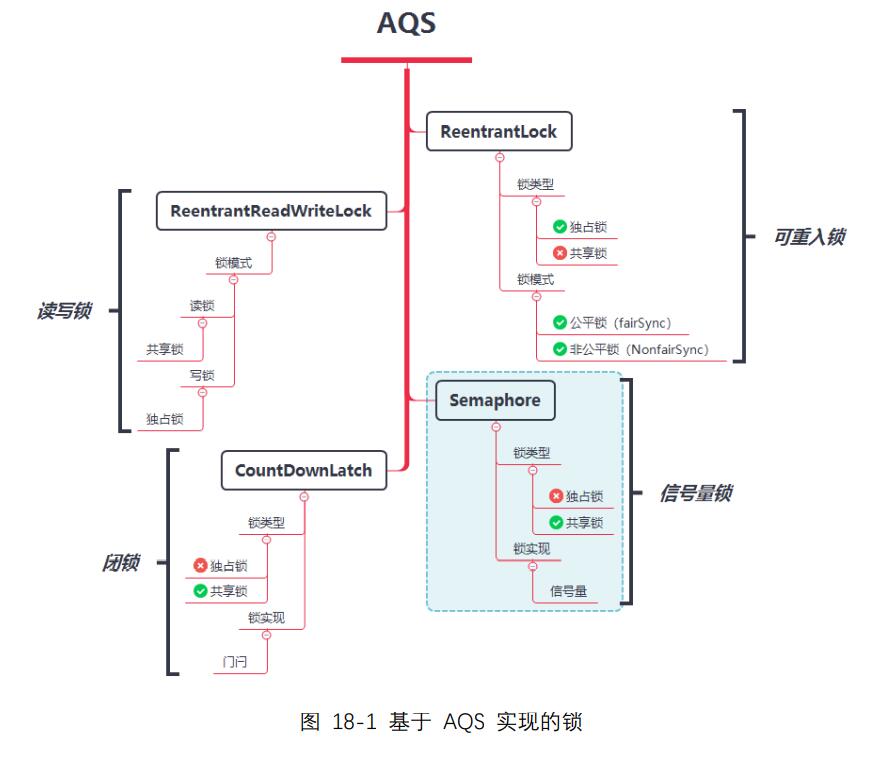 AQS
ReentrantLock
锁类型
独占锁
共享锁
锁模式
公平锁（fairSync）
非公平锁（NonfairSync）
可重入锁
ReentrantReadWriteLock
锁模式
读锁
共享锁
写锁
独占锁
读写锁
Semaphore
锁类型
独占锁
共享锁
锁实现
信号量
信号量锁
CountDownLatch
锁类型
独占锁
共享锁
锁实现
门闩
闭锁
图 18-1 基于 AQS 实现的锁